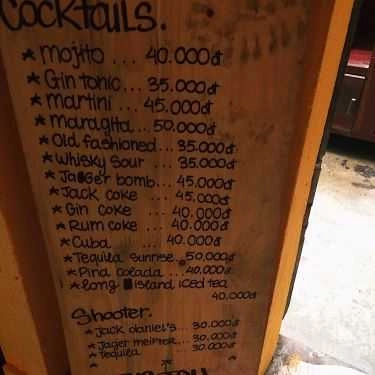 Cocktails.
* mojito ... 40.000đ
* Gin tonic ... 35.000đ
* martini ... 45.000đ
* maragita ... 50.000đ
* Old fashioned ... 35.000đ
* Whisky sour ... 35.000đ
* Jager bomb ... 45.000đ
* Jack coke ... 45.000đ
* Gin coke ... 40.000đ
* Rum coke ... 40.000đ
* Cuba ... 40.000đ
* Tequila sunrise .. 50,000đ
* Pina colada ... 40.000đ
* long island iced tea
40.000đ
Shooter.
* jack daniel's ... 30.000đ
* Jager meirter ... 30.000đ
* Tequila ... 30.000đ